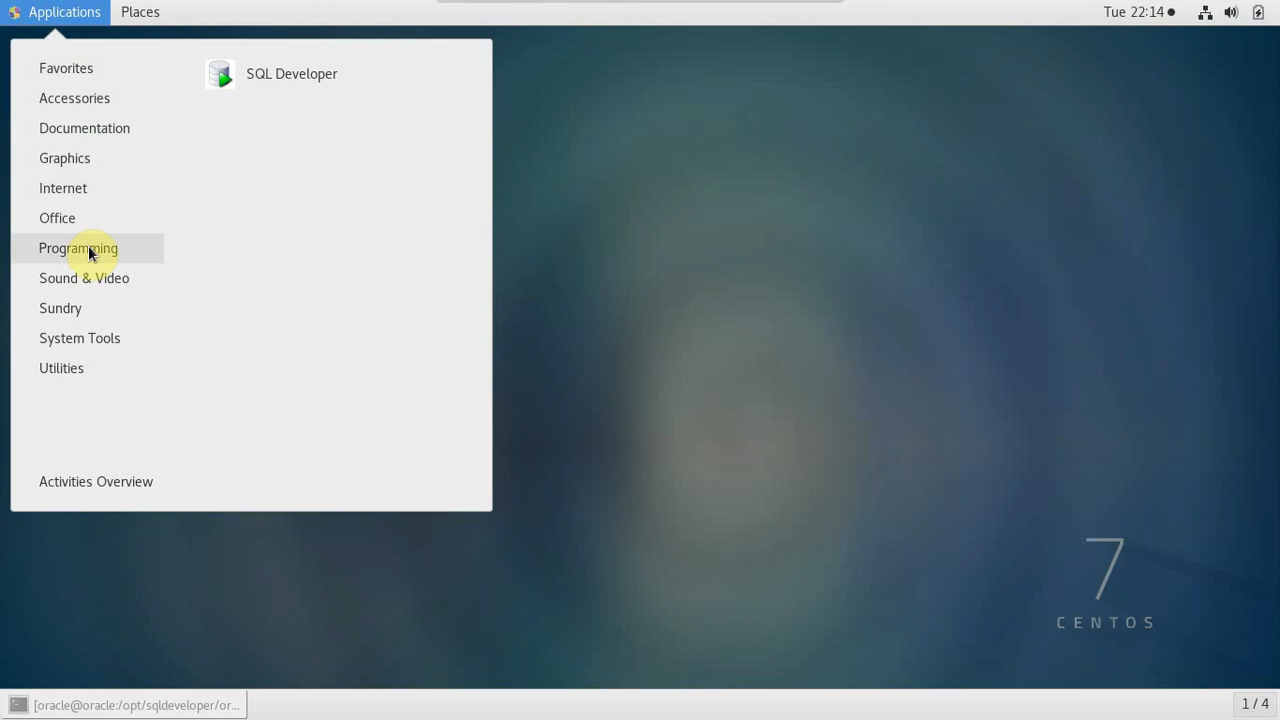 Applications Places Tue 22:14
Favorites
SQL Developer
Accessories
Documentation
Graphics
Internet
Office
Programming
Sound & Video
Sundry
System Tools
Utilities
Activities Overview
7
CENTOS
[oracle@oracle:/opt/sqldeveloper/or...
1 / 4